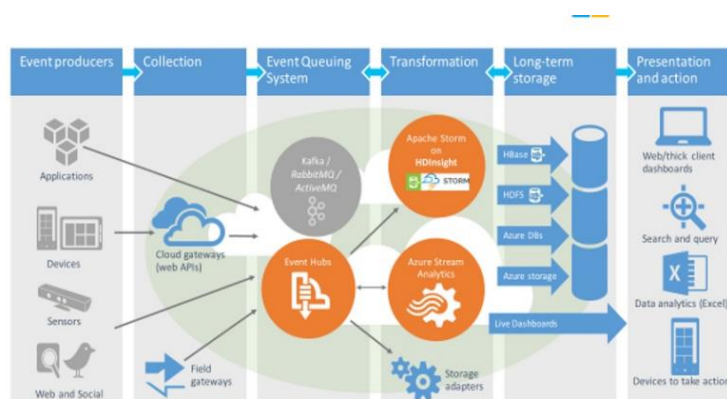 Event producers
Collection
Event Queuing
System
Transformation
Long-term
storage
Presentation
and action
Applications
Devices
Sensors
Web and Social
Cloud gateways
(web APIs)
Field
gateways
Kafka /
RabbitMQ /
ActiveMQ
Event Hubs
Apache Storm
on
HDInsight
STORM
Azure Stream
Analytics
Storage
adapters
HBase
HDFS
Azure DBs
Azure storage
Live Dashboards
Web/thick client
dashboards
Search and query
Data analytics (Excel)
Devices to take action